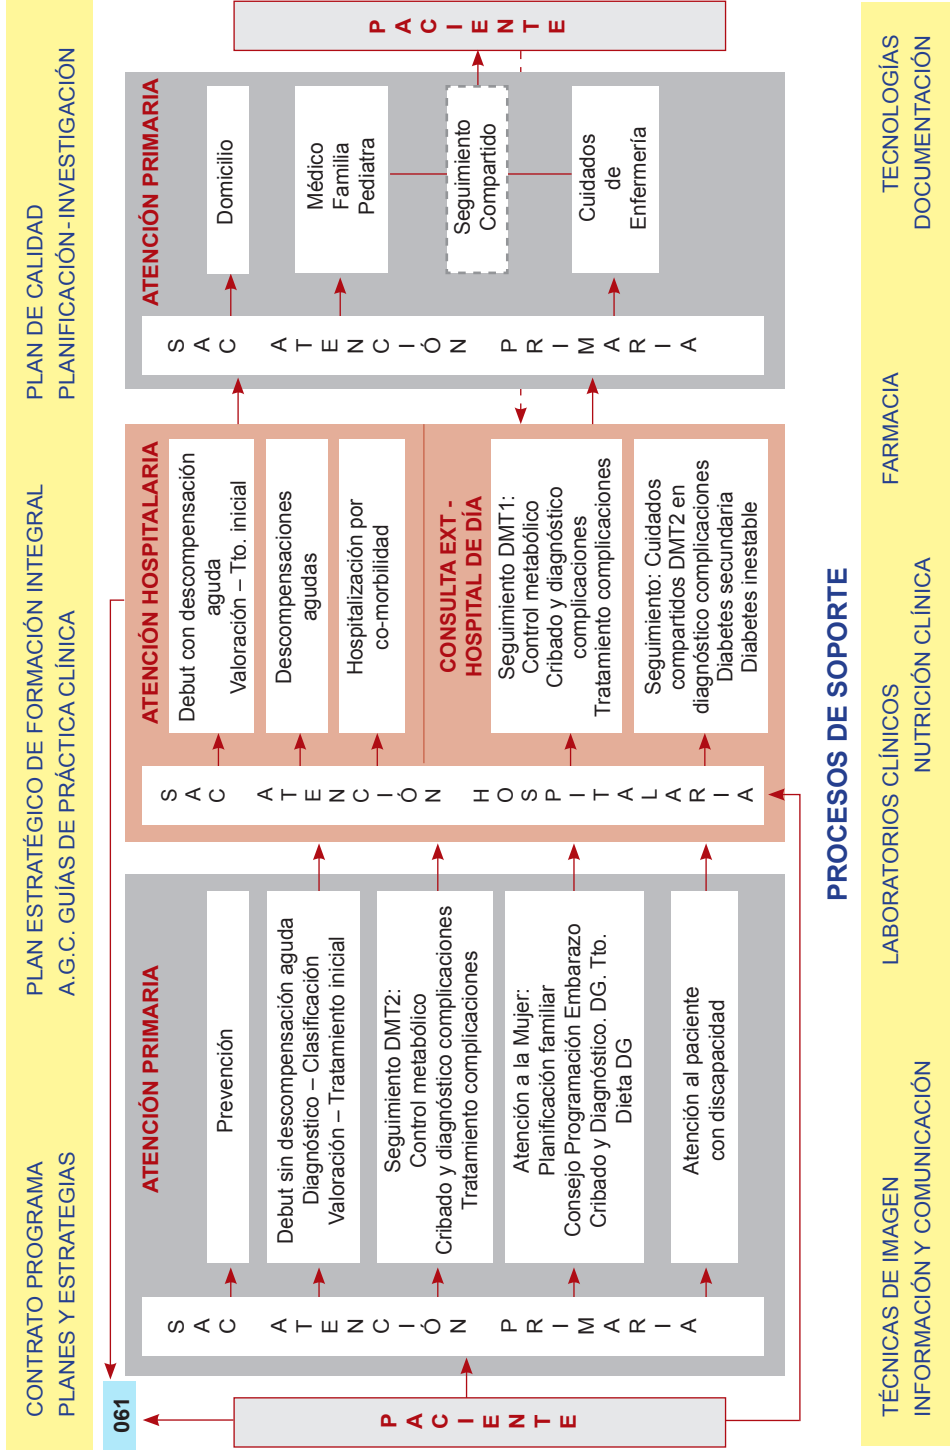 CONTRATO PROGRAMA
PLANES Y ESTRATEGIAS
PLAN ESTRATÉGICO DE FORMACIÓN INTEGRAL
A.G.C. GUÍAS DE PRÁCTICA CLÍNICA
PLAN DE CALIDAD
PLANIFICACIÓN-INVESTIGACIÓN
061
PACIENTE
ATENCIÓN PRIMARIA
SAC ATENCIÓN PRIMARIA
Prevención
Debut sin descompensación aguda
Diagnóstico – Clasificación
Valoración – Tratamiento inicial
Seguimiento DMT2:
Control metabólico
Cribado y diagnóstico complicaciones
Tratamiento complicaciones
Atención a la Mujer:
Planificación familiar
Consejo Programación Embarazo
Cribado y Diagnóstico. DG. Tto.
Dieta DG
Atención al paciente
con discapacidad
ATENCIÓN HOSPITALARIA
SAC ATENCIÓN HOSPITALARIA
Debut con descompensación
aguda
Valoración – Tto. inicial
Descompensaciones
agudas
Hospitalización por
co-morbilidad
CONSULTA EXT -
HOSPITAL DE DÍA
Seguimiento DMT1:
Control metabólico
Cribado y diagnóstico
complicaciones
Tratamiento complicaciones
Seguimiento: Cuidados
compartidos DMT2 en
diagnóstico complicaciones
Diabetes secundaria
Diabetes inestable
ATENCIÓN PRIMARIA
SAC ATENCIÓN PRIMARIA
Domicilio
Médico
Familia
Pediatra
Seguimiento
Compartido
Cuidados
de
Enfermería
PACIENTE
PROCESOS DE SOPORTE
TÉCNICAS DE IMAGEN
INFORMACIÓN Y COMUNICACIÓN
LABORATORIOS CLÍNICOS
NUTRICIÓN CLÍNICA
FARMACIA
TECNOLOGÍAS
DOCUMENTACIÓN